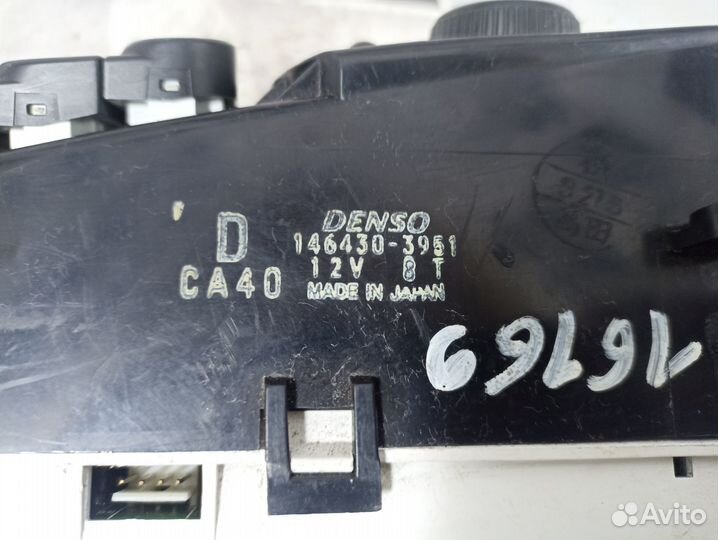 D
CA40
DENSO
146430-3951
12V 8T
MADE IN JAPAN
16769
Avito